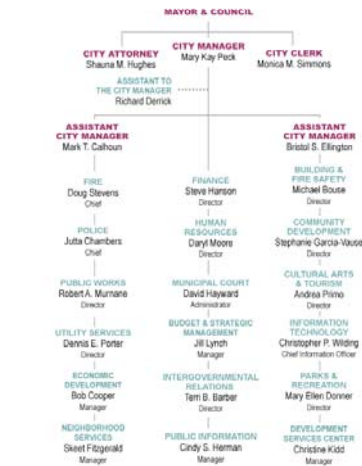 MAYOR & COUNCIL
CITY ATTORNEY
Shauna M. Hughes
CITY MANAGER
Mary Kay Peck
CITY CLERK
Monica M. Simmons
ASSISTANT TO
THE CITY MANAGER
Richard Derrick
ASSISTANT
CITY MANAGER
Mark T. Calhoun
FIRE
Doug Stevens
Chief
POLICE
Jutta Chambers
Chief
PUBLIC WORKS
Robert A. Murnane
Director
UTILITY SERVICES
Dennis E. Porter
Director
ECONOMIC
DEVELOPMENT
Bob Cooper
Manager
NEIGHBORHOOD
SERVICES
Skeet Fitzgerald
Manager
FINANCE
Steve Hanson
Director
HUMAN
RESOURCES
Daryl Moore
Director
MUNICIPAL COURT
David Hayward
Administrator
BUDGET & STRATEGIC
MANAGEMENT
Jill Lynch
Manager
INTERGOVERNMENTAL
RELATIONS
Terri B. Barber
Director
PUBLIC INFORMATION
Cindy S. Herman
Manager
ASSISTANT
CITY MANAGER
Bristol S. Ellington
BUILDING &
FIRE SAFETY
Michael Bouse
Director
COMMUNITY
DEVELOPMENT
Stephanie Garcia-Vause
Director
CULTURAL ARTS
& TOURISM
Andrea Primo
Director
INFORMATION
TECHNOLOGY
Christopher P. Wilding
Chief Information Officer
PARKS &
RECREATION
Mary Ellen Donner
Director
DEVELOPMENT
SERVICES CENTER
Christine Kidd
Manager